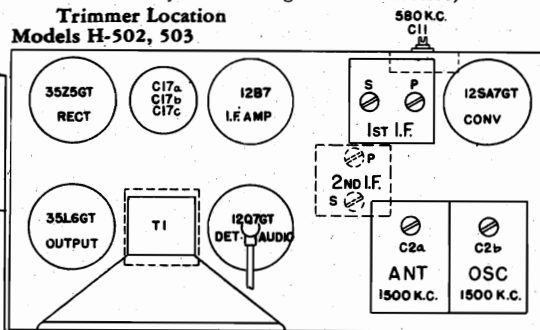 Trimmer Location
Models H-502, 503
580 K.C.
C11
35Z5GT
RECT
C17a
C17b
C17c
12B7
I.F. AMP
S P
1ST I.F.
12SA7GT
CONV
P
2ND I.F.
S
35L6GT
OUTPUT
T1
12Q7GT
DET. AUDIO
C2a
ANT
1500 K.C.
C2b
OSC
1500 K.C.